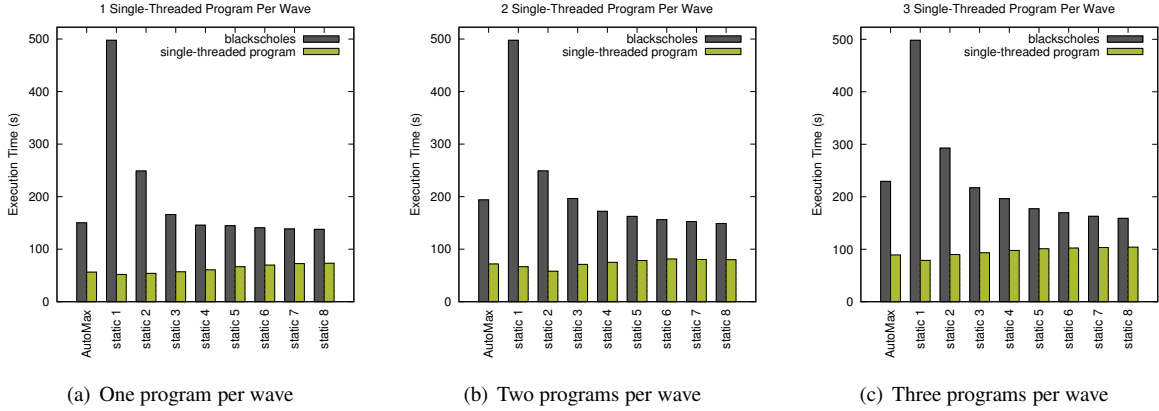 1 Single-Threaded Program Per Wave
500
400
300
200
100
0
Execution Time (s)
blackscholes
single-threaded program
AutoMax
static 1
static 2
static 3
static 4
static 5
static 6
static 7
static 8
(a) One program per wave
2 Single-Threaded Program Per Wave
500
400
300
200
100
0
Execution Time (s)
blackscholes
single-threaded program
AutoMax
static 1
static 2
static 3
static 4
static 5
static 6
static 7
static 8
(b) Two programs per wave
3 Single-Threaded Program Per Wave
500
400
300
200
100
0
Execution Time (s)
blackscholes
single-threaded program
AutoMax
static 1
static 2
static 3
static 4
static 5
static 6
static 7
static 8
(c) Three programs per wave